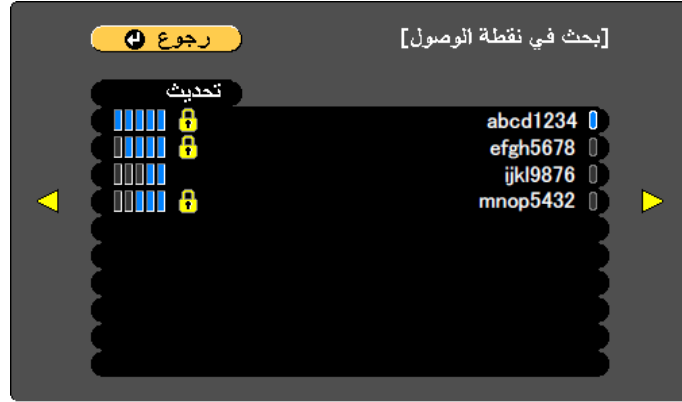 [بحث في نقطة الوصول]
رجوع
تحديث
abcd1234
efgh5678
ijkl9876
mnop5432